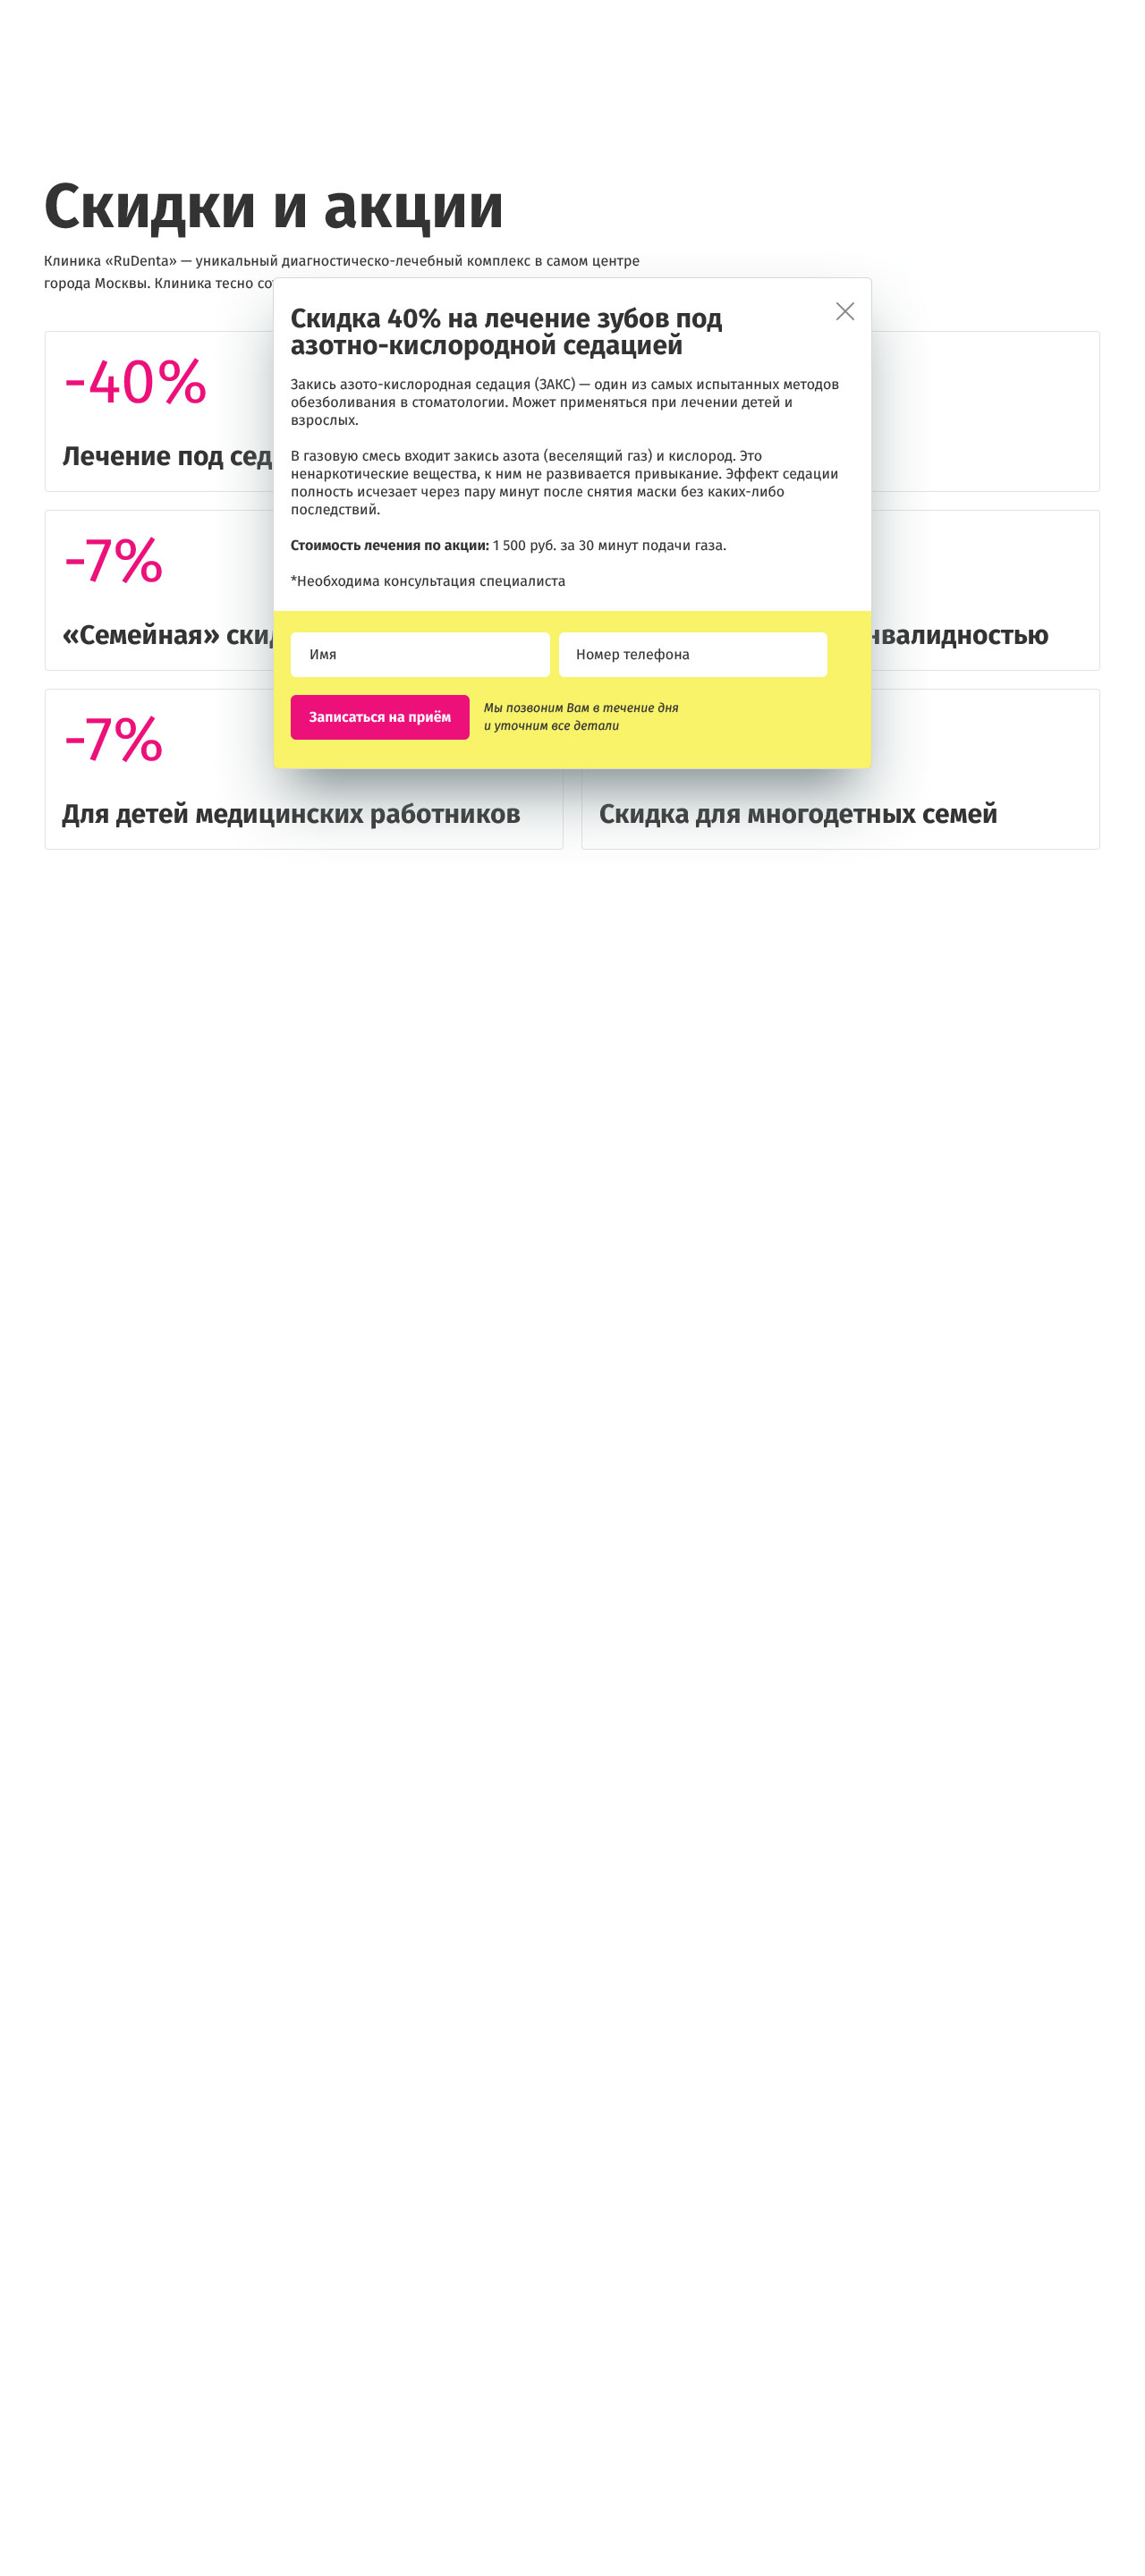 Скидки и акции
Клиника «RuDenta» — уникальный диагностическо-лечебный комплекс в самом центре
города Москвы. Клиника тесно
-40%
Лечение под
-7%
«Семейная»
-7%
Для детей медицинских работников
Скидка для многодетных семей
Скидка 40% на лечение зубов под
азотно-кислородной седацией
Закись азото-кислородная седация (ЗАКС) — один из самых испытанных методов
обезболивания в стоматологии. Может применяться при лечении детей и
взрослых.
В газовую смесь входит закись азота (веселящий газ) и кислород. Это
ненаркотические вещества, к ним не развивается привыкание. Эффект седации
полность исчезает через пару минут после снятия маски без каких-либо
последствий.
Стоимость лечения по акции: 1 500 руб. за 30 минут подачи газа.
*Необходима консультация специалиста
Имя
Номер телефона
Записаться на приём
Мы позвоним Вам в течение дня
и уточним все детали